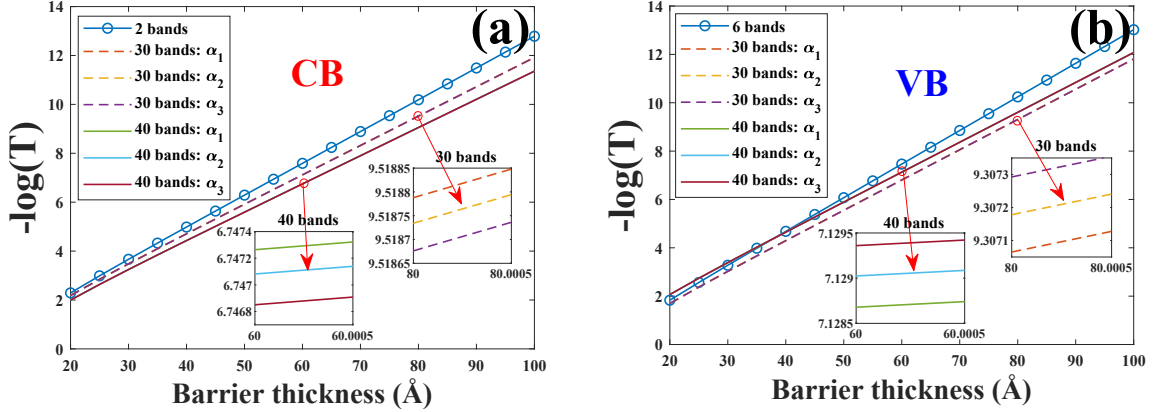 (a)
CB
2 bands
30 bands: α1
30 bands: α2
30 bands: α3
40 bands: α1
40 bands: α2
40 bands: α3
14
12
10
8
6
4
2
0
-log(T)
20 30 40 50 60 70 80 90 100
Barrier thickness (Å)
30 bands
9.51885
9.5188
9.51875
9.5187
9.51865
80 80.0005
40 bands
6.7474
6.7472
6.747
6.7468
60 60.0005
(b)
VB
6 bands
30 bands: α1
30 bands: α2
30 bands: α3
40 bands: α1
40 bands: α2
40 bands: α3
14
12
10
8
6
4
2
0
-log(T)
20 30 40 50 60 70 80 90 100
Barrier thickness (Å)
30 bands
9.3073
9.3072
9.3071
80 80.0005
40 bands
7.1295
7.129
7.1285
60 60.0005